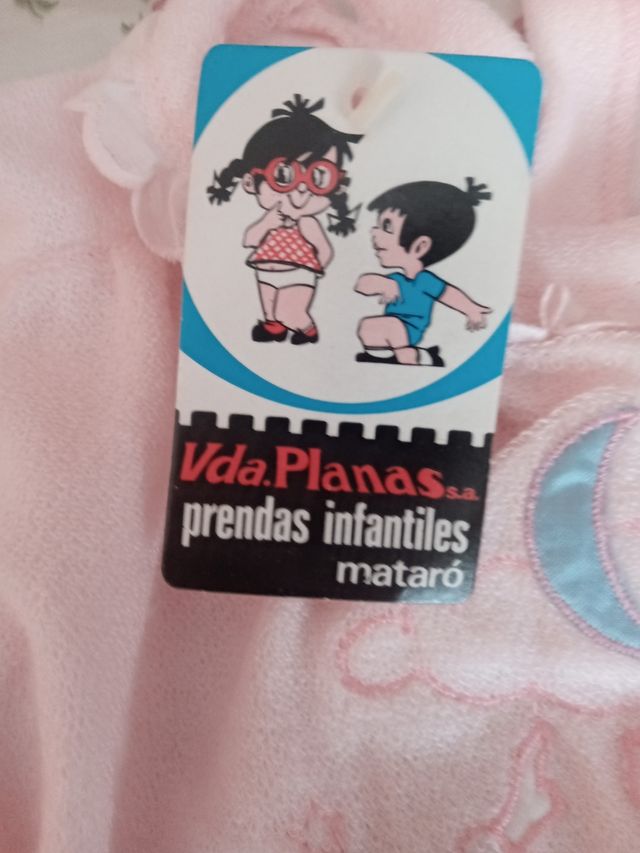 Vda. Planas s.a.
prendas infantiles
mataró